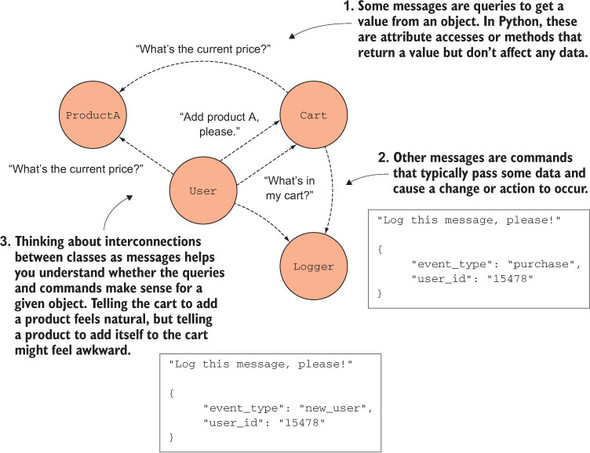 1. Some messages are queries to get a
value from an object. In Python, these
are attribute accesses or methods that
return a value but don’t affect any data.
“What’s the current price?”
ProductA
“Add product A,
please.”
Cart
“What’s the current price?”
User
“What’s in
my cart?”
2. Other messages are commands
that typically pass some data and
cause a change or action to occur.
"Log this message, please!"
{
"event_type": “purchase”,
"user_id": "15478"
}
3. Thinking about interconnections
between classes as messages helps
you understand whether the queries
and commands make sense for a
given object. Telling the cart to add
a product feels natural, but telling
a product to add itself to the cart
might feel awkward.
Logger
"Log this message, please!"
{
"event_type": "new_user",
"user_id": "15478"
}